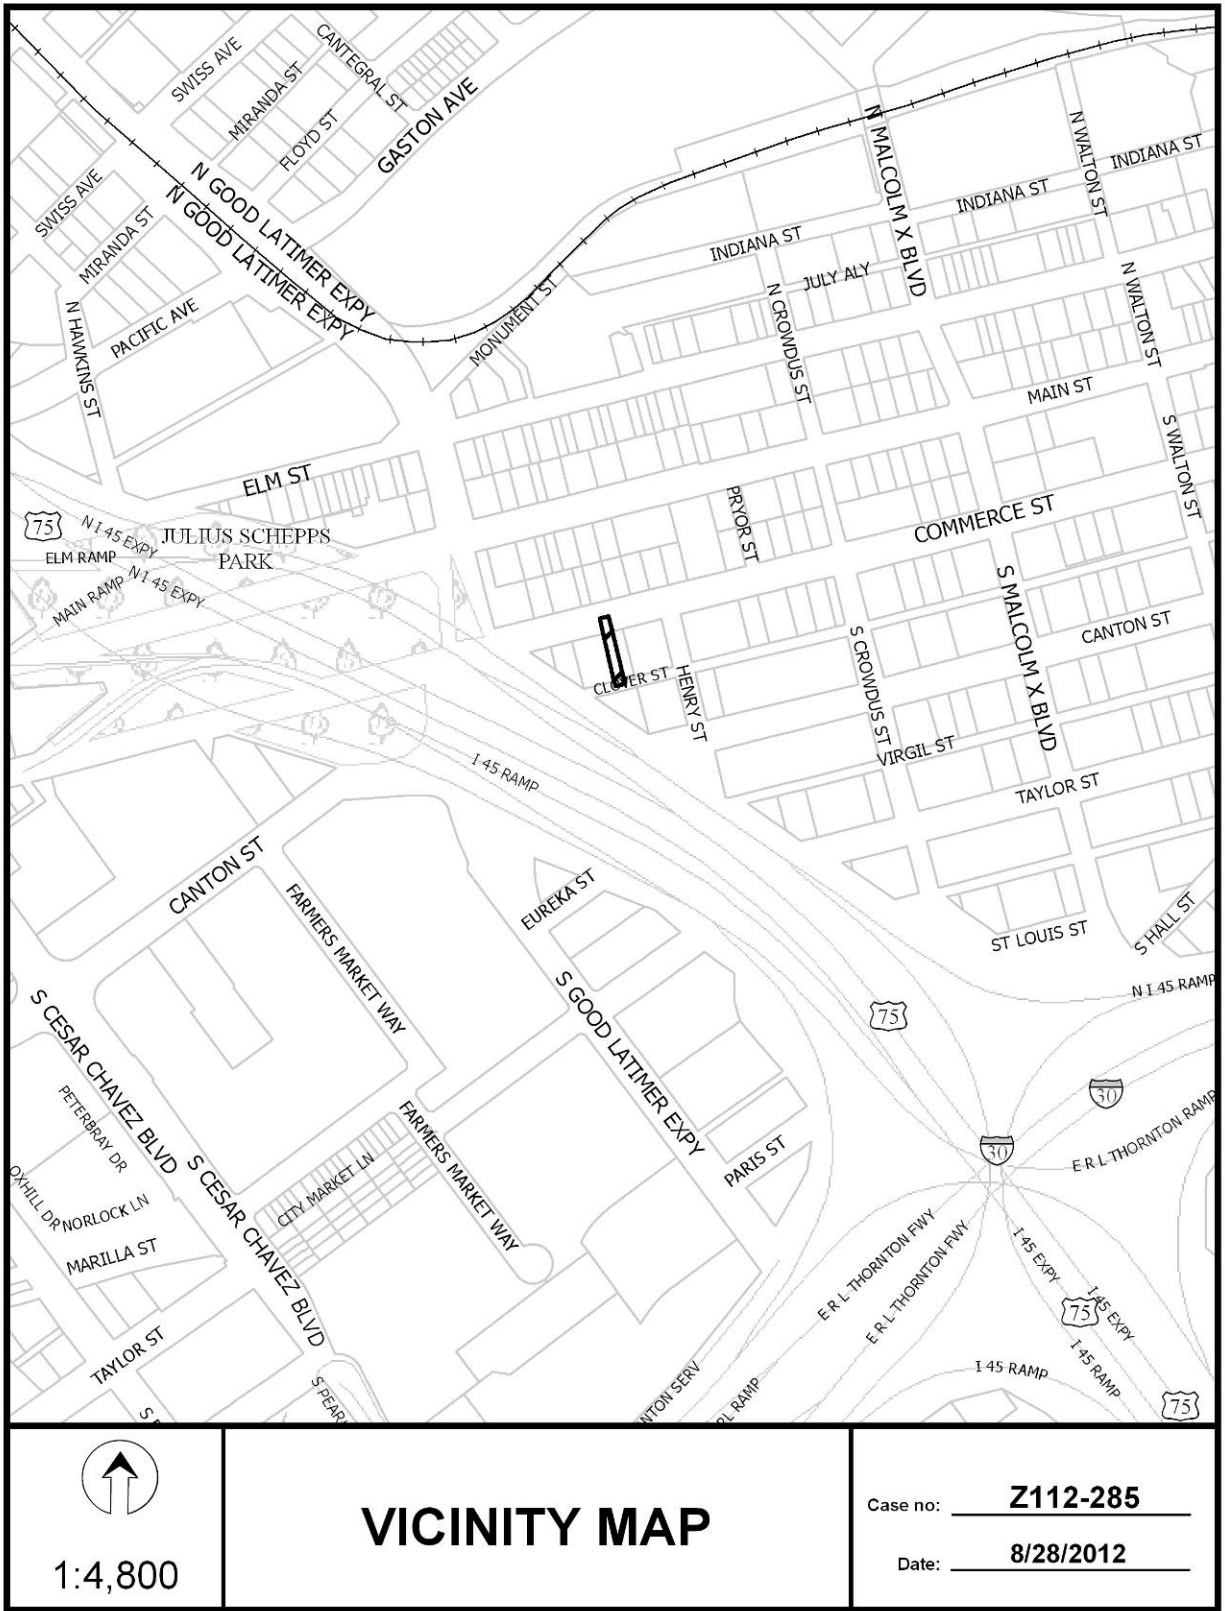 SWISS AVE
MIRANDA ST
CANTEGRAL ST
FLOYD ST
GASTON AVE
N GOOD LATIMER EXPY
N GOOD LATIMER EXPY
SWISS AVE
MIRANDA ST
N HAWKINS ST
PACIFIC AVE
MONUMENT ST
N MALCOLM X BLVD
N WALTON ST
INDIANA ST
INDIANA ST
INDIANA ST
JULY ALY
N CROWDUS ST
N WALTON ST
MAIN ST
S WALTON ST
ELM ST
75
N I 45 EXPY
JULIUS SCHEPPS
PARK
ELM RAMP
MAIN RAMP
N I 45 EXPY
PRYOR ST
COMMERCE ST
S MALCOLM X BLVD
CANTON ST
CLOVER ST
HENRY ST
S CROWDUS ST
VIRGIL ST
TAYLOR ST
I 45 RAMP
CANTON ST
FARMERS MARKET WAY
EUREKA ST
ST LOUIS ST
S HALL ST
N I 45 RAMP
S GOOD LATIMER EXPY
75
30
S CESAR CHAVEZ BLVD
PETERBRAY DR
FARMERS MARKET WAY
30
E R L THORNTON RAMP
PARIS ST
OXHILL DR
NORLOCK LN
S CESAR CHAVEZ BLVD
CITY MARKET LN
MARILLA ST
E R L THORNTON FWY
E R L THORNTON FWY
I 45 EXPY
75
I 45 EXPY
I 45 RAMP
I 45 RAMP
75
TAYLOR ST
S PEARL
NTON SERV
RL RAMP
1:4,800
VICINITY MAP
Case no: Z112-285
Date: 8/28/2012